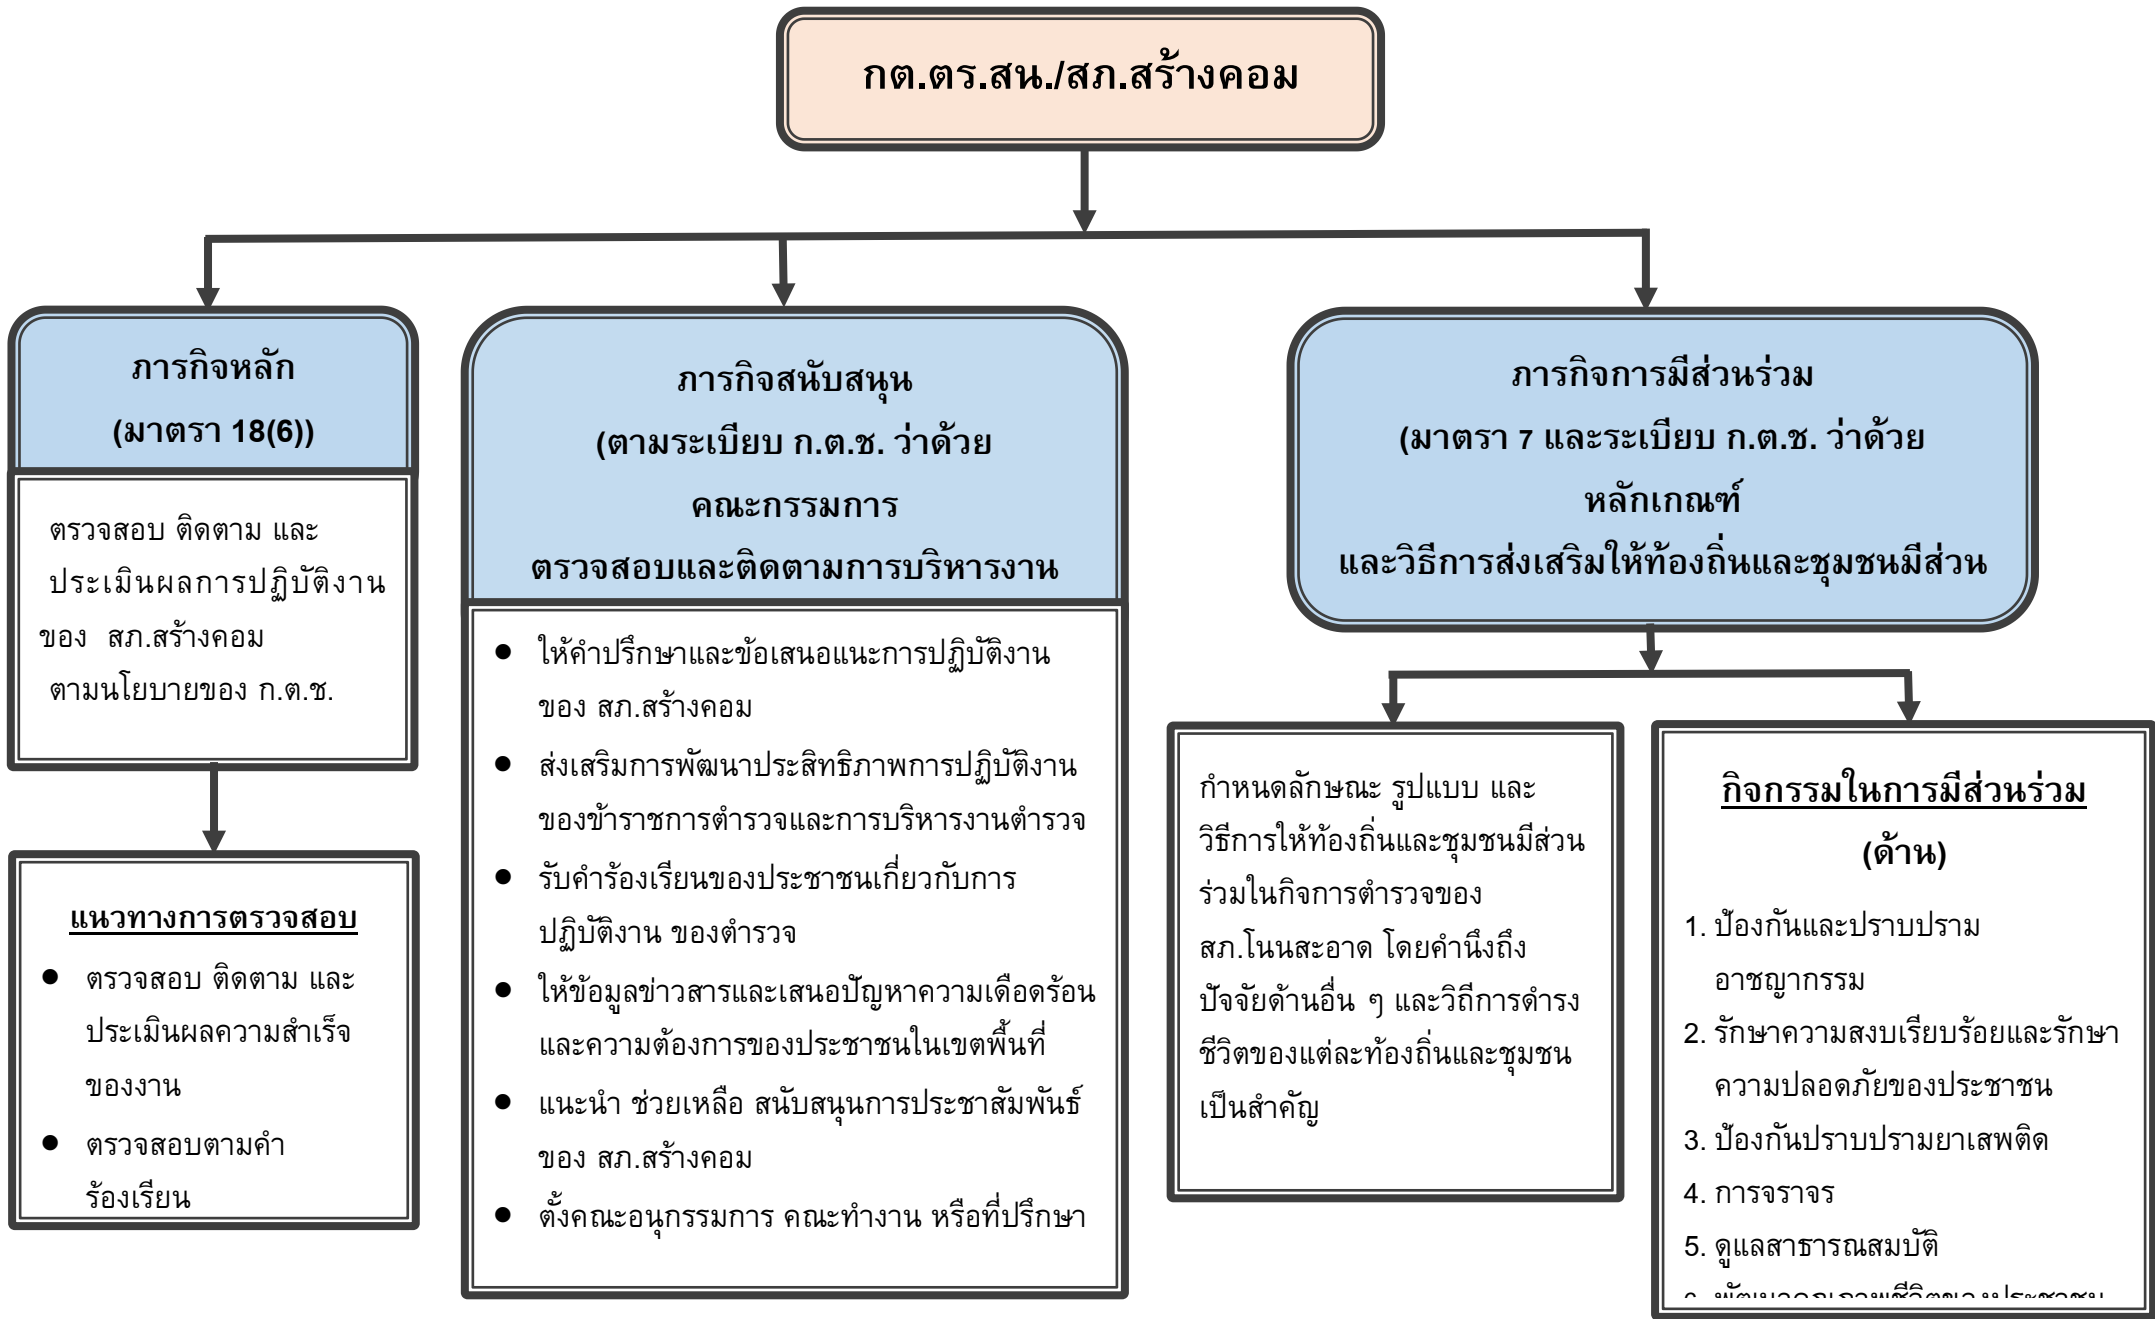 กต.ตร.สน./สภ.สร้างคอม
ภารกิจหลัก
(มาตรา 18(6))
ตรวจสอบ ติดตาม และ
ประเมินผลการปฏิบัติงาน
ของ สภ.สร้างคอม
ตามนโยบายของ ก.ต.ช.
แนวทางการตรวจสอบ
● ตรวจสอบ ติดตาม และ
ประเมินผลความสำเร็จ
ของงาน
● ตรวจสอบตามคำ
ร้องเรียน
ภารกิจสนับสนุน
(ตามระเบียบ ก.ต.ช. ว่าด้วย
คณะกรรมการ
ตรวจสอบและติดตามการบริหารงาน
● ให้คำปรึกษาและข้อเสนอแนะการปฏิบัติงาน
ของ สภ.สร้างคอม
● ส่งเสริมการพัฒนาประสิทธิภาพการปฏิบัติงาน
ของข้าราชการตำรวจและการบริหารงานตำรวจ
● รับคำร้องเรียนของประชาชนเกี่ยวกับการ
ปฏิบัติงาน ของตำรวจ
● ให้ข้อมูลข่าวสารและเสนอปัญหาความเดือดร้อน
และความต้องการของประชาชนในเขตพื้นที่
● แนะนำ ช่วยเหลือ สนับสนุนการประชาสัมพันธ์
ของ สภ.สร้างคอม
● ตั้งคณะอนุกรรมการ คณะทำงาน หรือที่ปรึกษา
ภารกิจการมีส่วนร่วม
(มาตรา 7 และระเบียบ ก.ต.ช. ว่าด้วย
หลักเกณฑ์
และวิธีการส่งเสริมให้ท้องถิ่นและชุมชนมีส่วน
กำหนดลักษณะ รูปแบบ และ
วิธีการให้ท้องถิ่นและชุมชนมีส่วน
ร่วมในกิจการตำรวจของ
สภ.โนนสะอาด โดยคำนึงถึง
ปัจจัยด้านอื่น ๆ และวิถีการดำรง
ชีวิตของแต่ละท้องถิ่นและชุมชน
เป็นสำคัญ
กิจกรรมในการมีส่วนร่วม
(ด้าน)
1. ป้องกันและปราบปราม
อาชญากรรม
2. รักษาความสงบเรียบร้อยและรักษา
ความปลอดภัยของประชาชน
3. ป้องกันปราบปรามยาเสพติด
4. การจราจร
5. ดูแลสาธารณสมบัติ
6. พัฒนาคุณภาพชีวิตของประชาชน